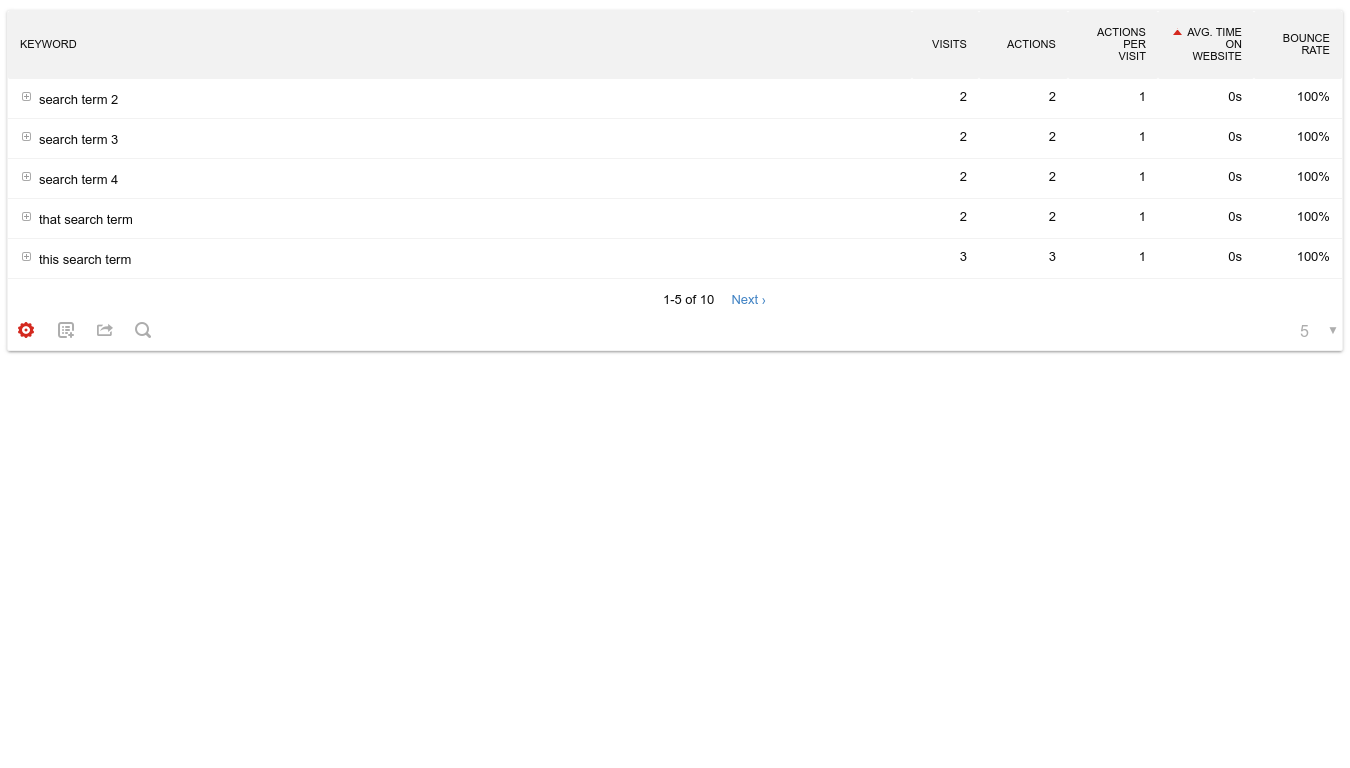 KEYWORD VISITS ACTIONS ACTIONS PER VISIT AVG. TIME ON WEBSITE BOUNCE RATE
search term 2 2 2 1 0s 100%
search term 3 2 2 1 0s 100%
search term 4 2 2 1 0s 100%
that search term 2 2 1 0s 100%
this search term 3 3 1 0s 100%
1-5 of 10 Next ›
5